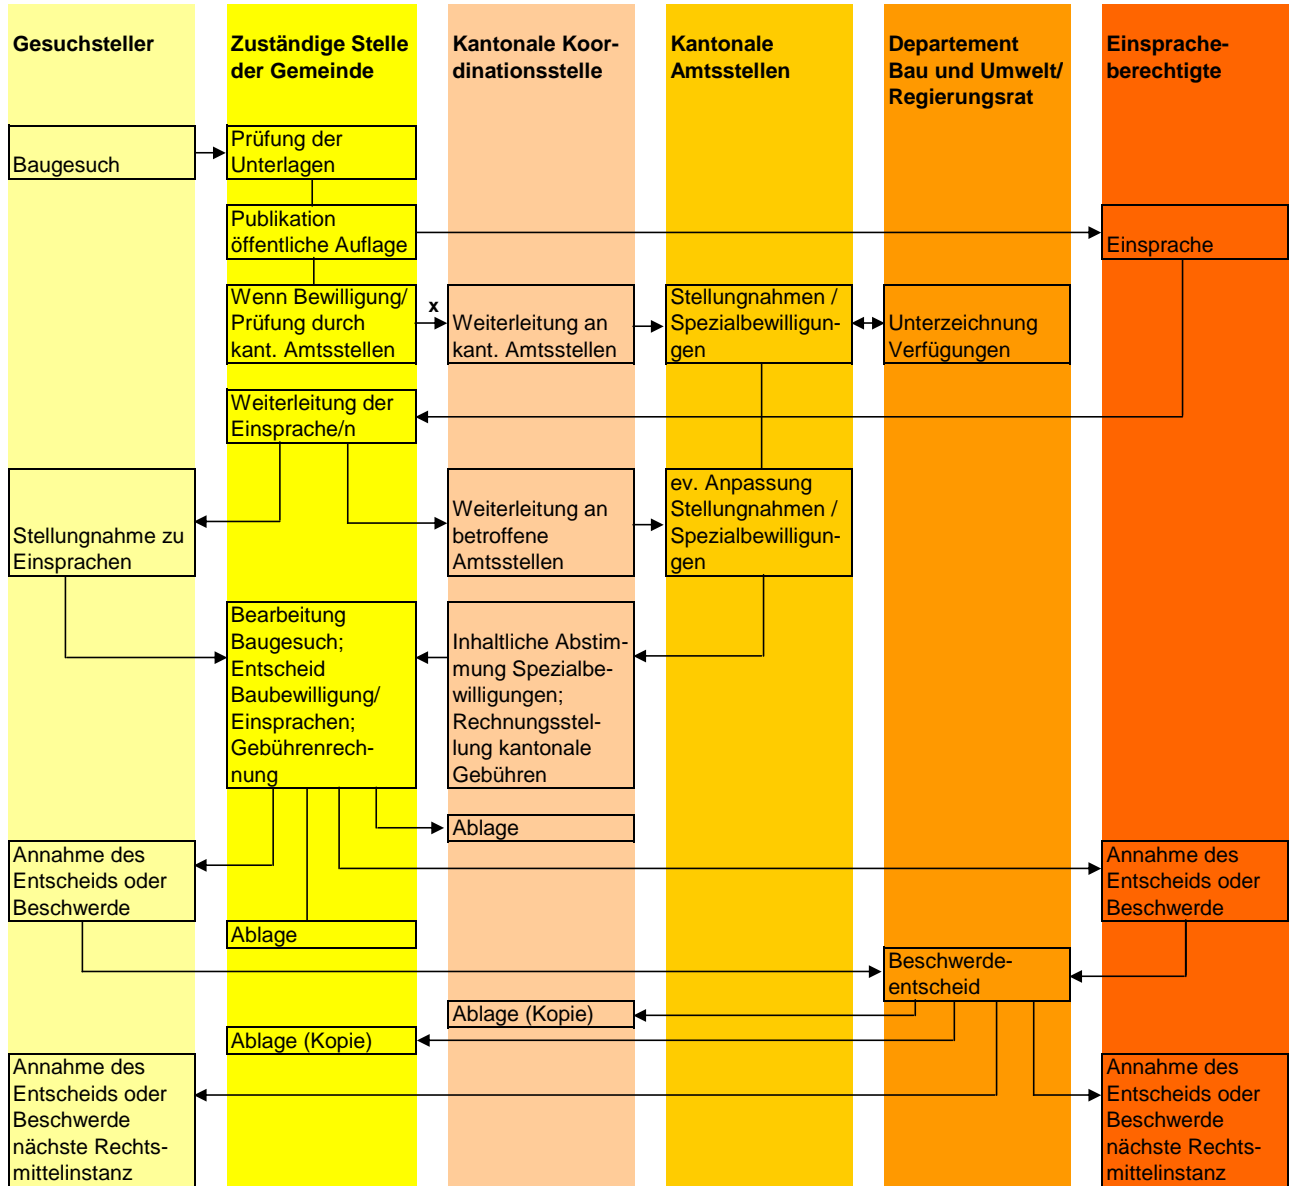 Gesuchsteller
Zuständige Stelle
der Gemeinde
Kantonale Koor-
dinationsstelle
Kantonale
Amtsstellen
Departement
Bau und Umwelt/
Regierungsrat
Einsprache-
berechtigte
Baugesuch
Prüfung der
Unterlagen
Publikation
öffentliche Auflage
Einsprache
Wenn Bewilligung/
Prüfung durch
kant. Amtsstellen
x
Weiterleitung an
kant. Amtsstellen
Stellungnahmen /
Spezialbewilligun-
gen
Unterzeichnung
Verfügungen
Weiterleitung der
Einsprache/n
Stellungnahme zu
Einsprachen
Weiterleitung an
betroffene
Amtsstellen
ev. Anpassung
Stellungnahmen /
Spezialbewilligun-
gen
Bearbeitung
Baugesuch;
Entscheid
Baubewilligung/
Einsprachen;
Gebührenrech-
nung
Inhaltliche Abstim-
mung Spezialbe-
willigungen;
Rechnungsstel-
lung kantonale
Gebühren
Ablage
Annahme des
Entscheids oder
Beschwerde
Ablage
Annahme des
Entscheids oder
Beschwerde
Beschwerde-
entscheid
Ablage (Kopie)
Ablage (Kopie)
Annahme des
Entscheids oder
Beschwerde
nächste Rechts-
mittelinstanz
Annahme des
Entscheids oder
Beschwerde
nächste Rechts-
mittelinstanz